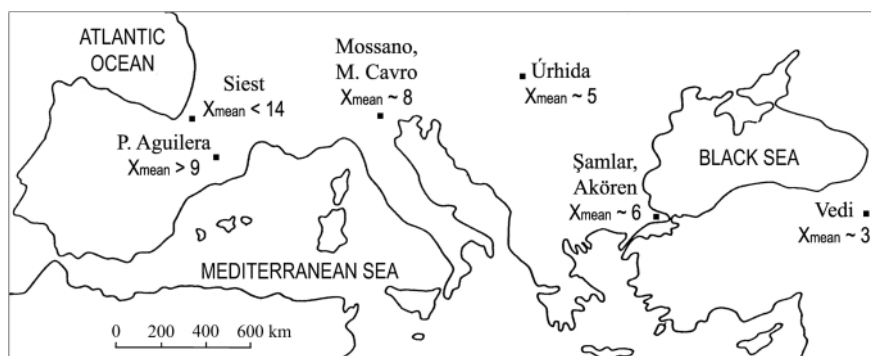 ATLANTIC
OCEAN
Siest
Xmean < 14
P. Aguilera
Xmean > 9
Mossano,
M. Cavro
Xmean ~ 8
Úrhida
Xmean ~ 5
BLACK SEA
Şamlar,
Akören
Xmean ~ 6
Vedi
Xmean ~ 3
MEDITERRANEAN SEA
0 200 400 600 km